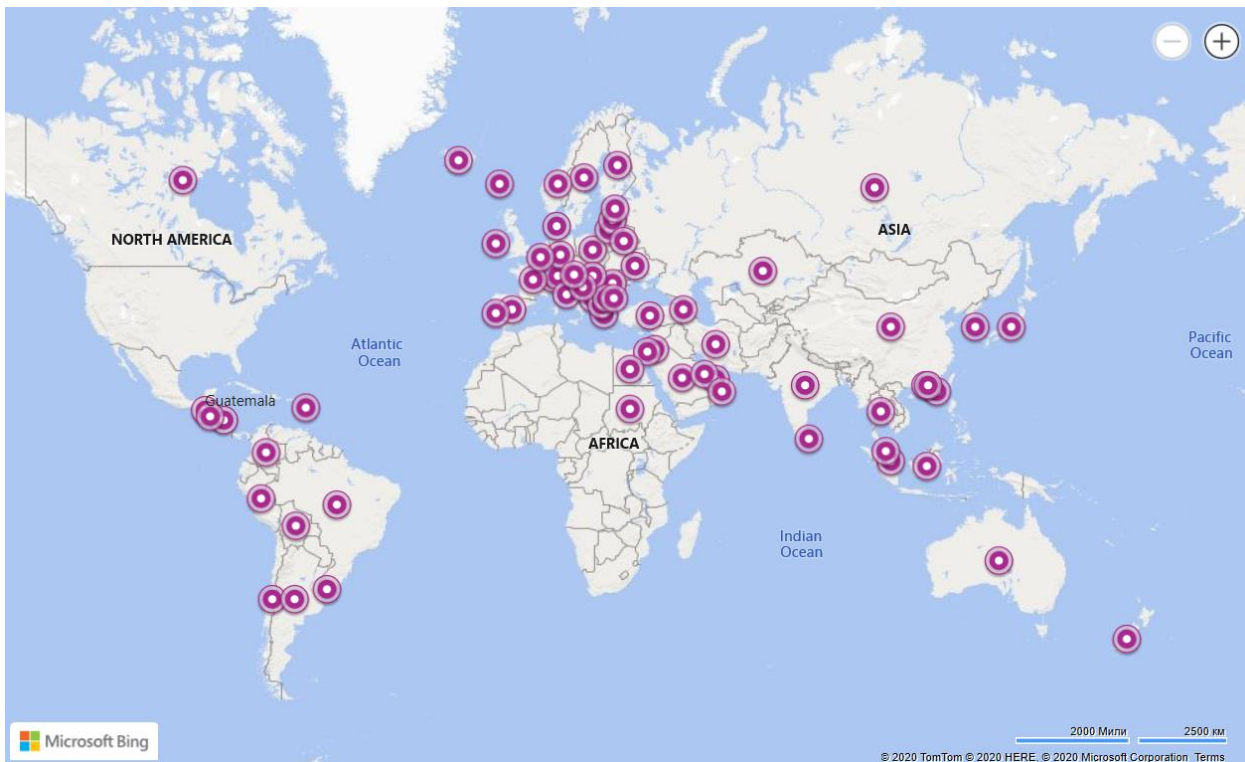 NORTH AMERICA
ASIA
Atlantic
Ocean
Pacific
Ocean
Guatemala
AFRICA
Indian
Ocean
2000 Мили 2500 км
Microsoft Bing
© 2020 TomTom © 2020 HERE, © 2020 Microsoft Corporation Terms